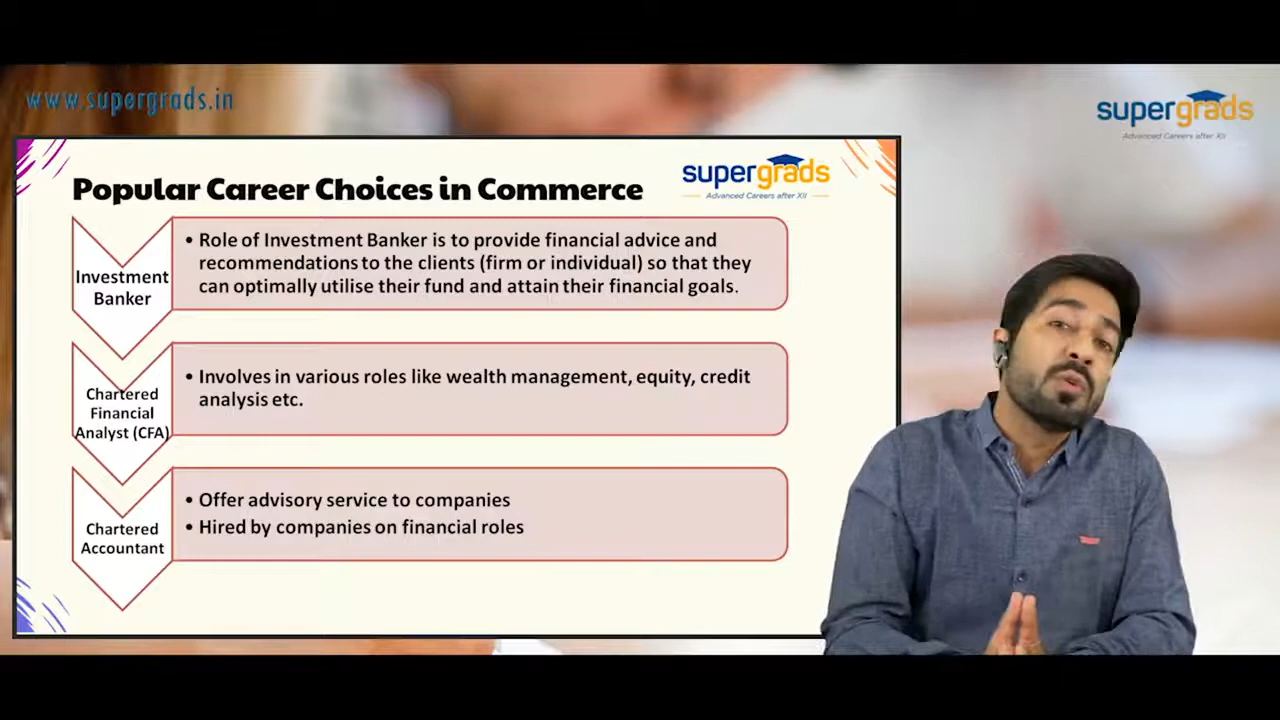 www.supergrads.in
supergrads
Advanced Careers after XII
supergrads
Advanced Careers after XII
Popular Career Choices in Commerce
Investment
Banker
• Role of Investment Banker is to provide financial advice and
recommendations to the clients (firm or individual) so that they
can optimally utilise their fund and attain their financial goals.
Chartered
Financial
Analyst (CFA)
• Involves in various roles like wealth management, equity, credit
analysis etc.
Chartered
Accountant
• Offer advisory service to companies
• Hired by companies on financial roles